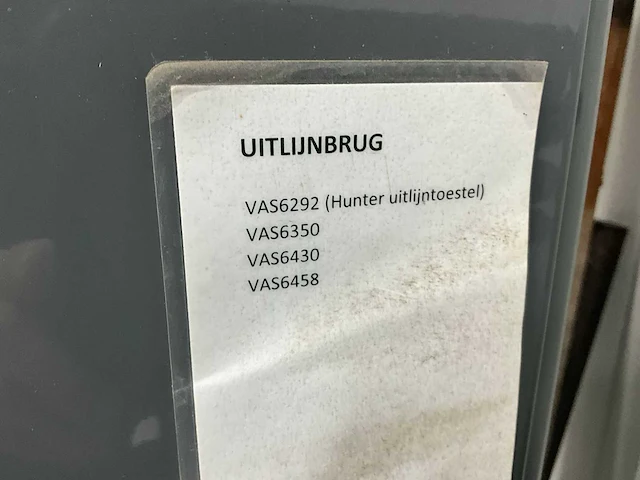 UITLIJNBRUG
VAS6292 (Hunter uitlijntoestel)
VAS6350
VAS6430
VAS6458